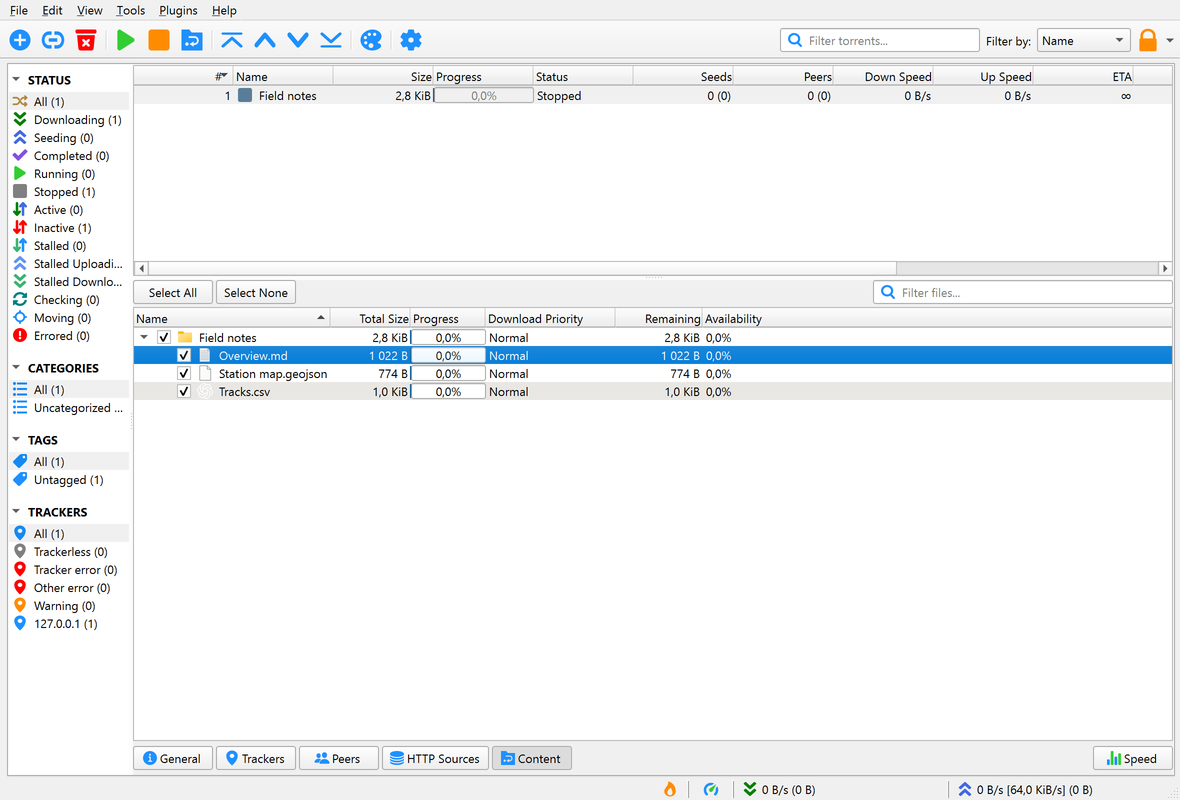 File Edit View Tools Plugins Help
Filter torrents... Filter by: Name
STATUS
All (1)
Downloading (1)
Seeding (0)
Completed (0)
Running (0)
Stopped (1)
Active (0)
Inactive (1)
Stalled (0)
Stalled Uploadi...
Stalled Downlo...
Checking (0)
Moving (0)
Errored (0)
CATEGORIES
All (1)
Uncategorized ...
TAGS
All (1)
Untagged (1)
TRACKERS
All (1)
Trackerless (0)
Tracker error (0)
Other error (0)
Warning (0)
127.0.0.1 (1)
# Name Size Progress Status Seeds Peers Down Speed Up Speed ETA
1 Field notes 2,8 KiB 0,0% Stopped 0 (0) 0 (0) 0 B/s 0 B/s ∞
Select All Select None Filter files...
Name Total Size Progress Download Priority Remaining Availability
Field notes 2,8 KiB 0,0% Normal 2,8 KiB 0,0%
Overview.md 1 022 B 0,0% Normal 1 022 B 0,0%
Station map.geojson 774 B 0,0% Normal 774 B 0,0%
Tracks.csv 1,0 KiB 0,0% Normal 1,0 KiB 0,0%
General Trackers Peers HTTP Sources Content Speed
0 B/s (0 B) 0 B/s [64,0 KiB/s] (0 B)